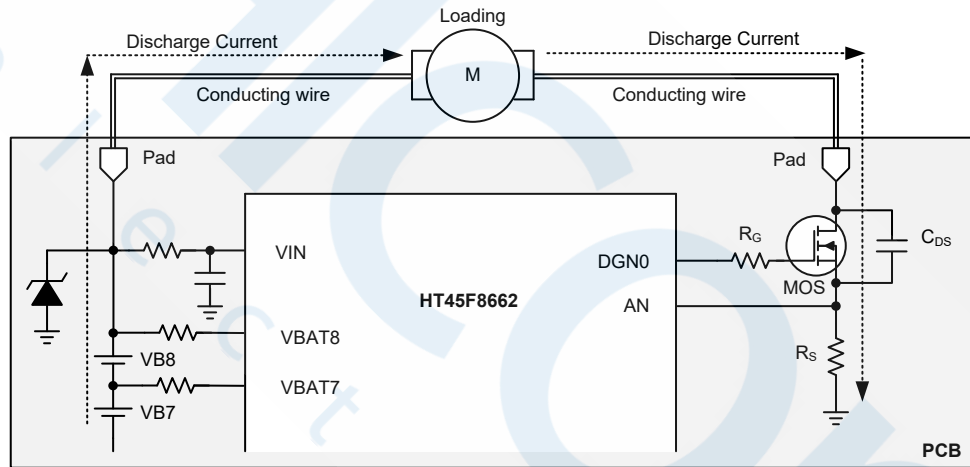 Loading
Discharge Current
Discharge Current
M
Conducting wire
Conducting wire
Pad
Pad
VIN
DGN0
RG
CDS
MOS
HT45F8662
AN
VBAT8
RS
VB8
VBAT7
VB7
PCB